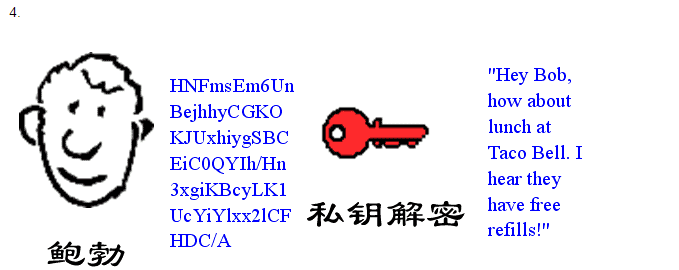 4.
HNFmsEm6Un
BejhhyCGKO
KJUxhiygSBC
EiC0QYIh/Hn
3xgiKBcyLK1
UcYiYlxx2lCF
HDC/A
鲍勃
私钥解密
"Hey Bob,
how about
lunch at
Taco Bell. I
hear they
have free
refills!"